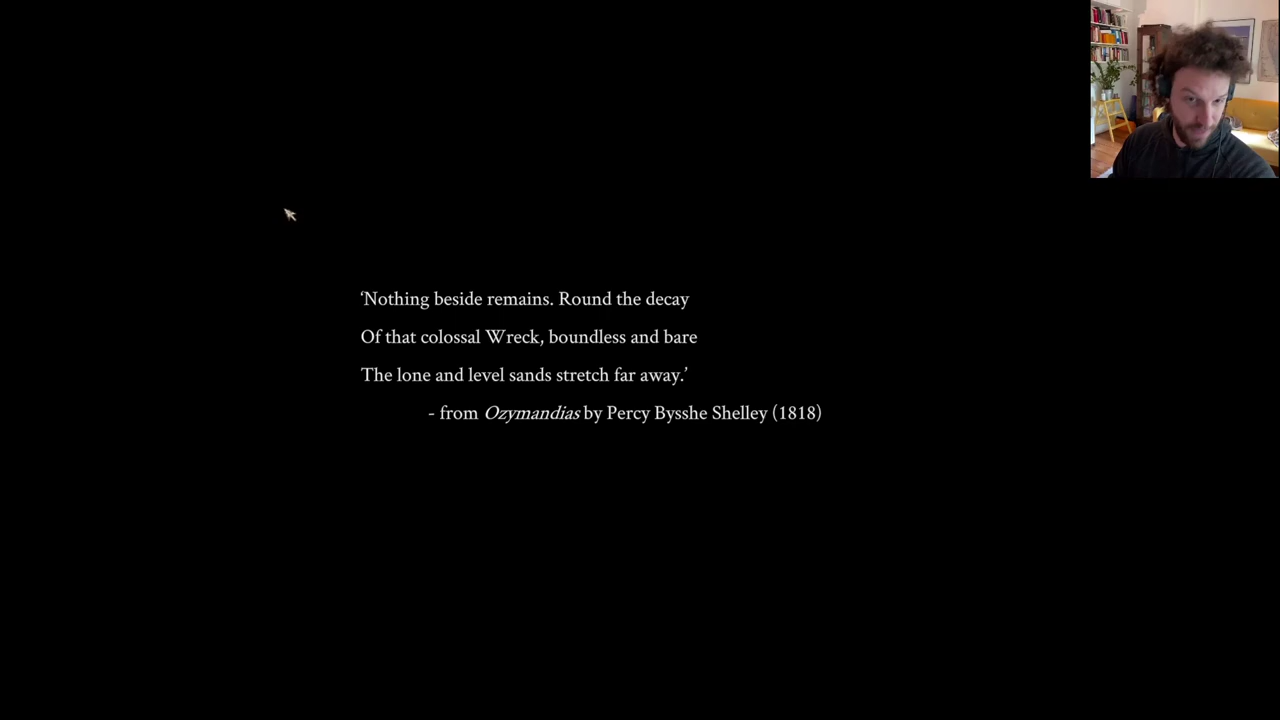 ‘Nothing beside remains. Round the decay
Of that colossal Wreck, boundless and bare
The lone and level sands stretch far away.’
- from Ozymandias by Percy Bysshe Shelley (1818)